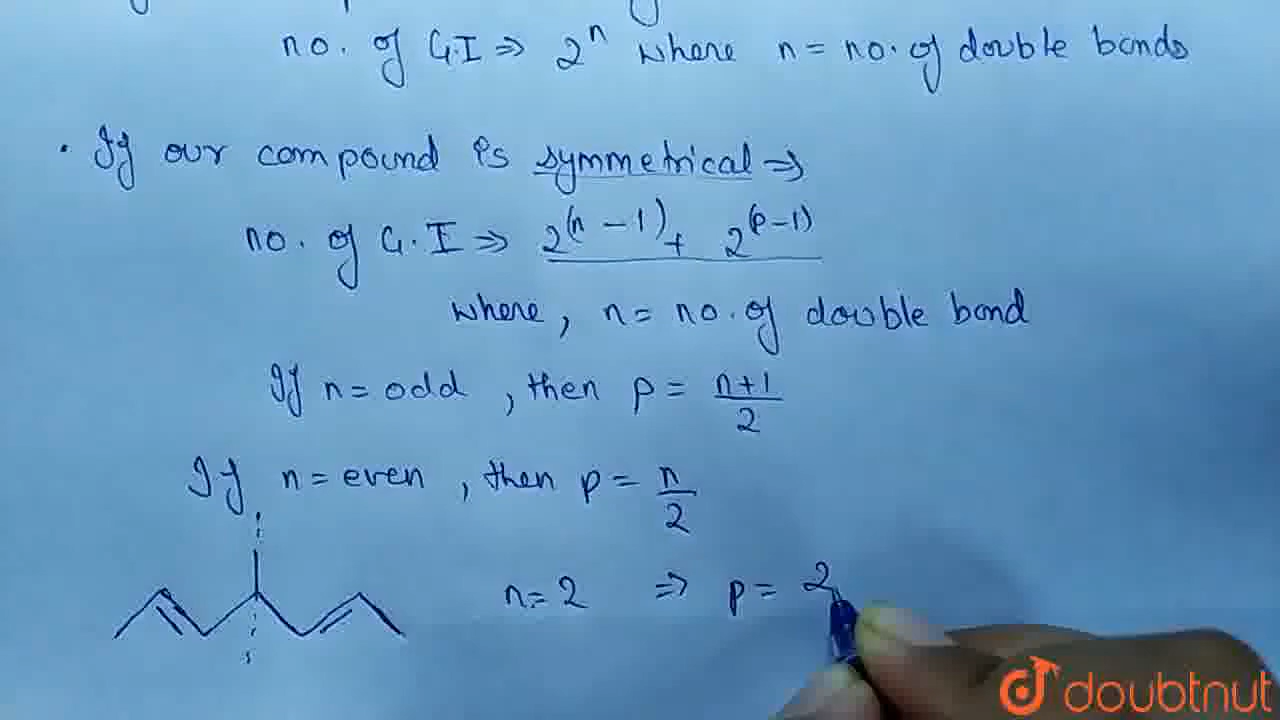 no. of G.I ⇒ 2^n where n = no. of double bonds
· If our compound is symmetrical ⇒
no. of G.I ⇒ 2^(n-1) + 2^(p-1)
where, n = no. of double bond
If n = odd, then p = n+1/2
If n = even, then p = n/2
n = 2 ⇒ p = 2
doubtnut